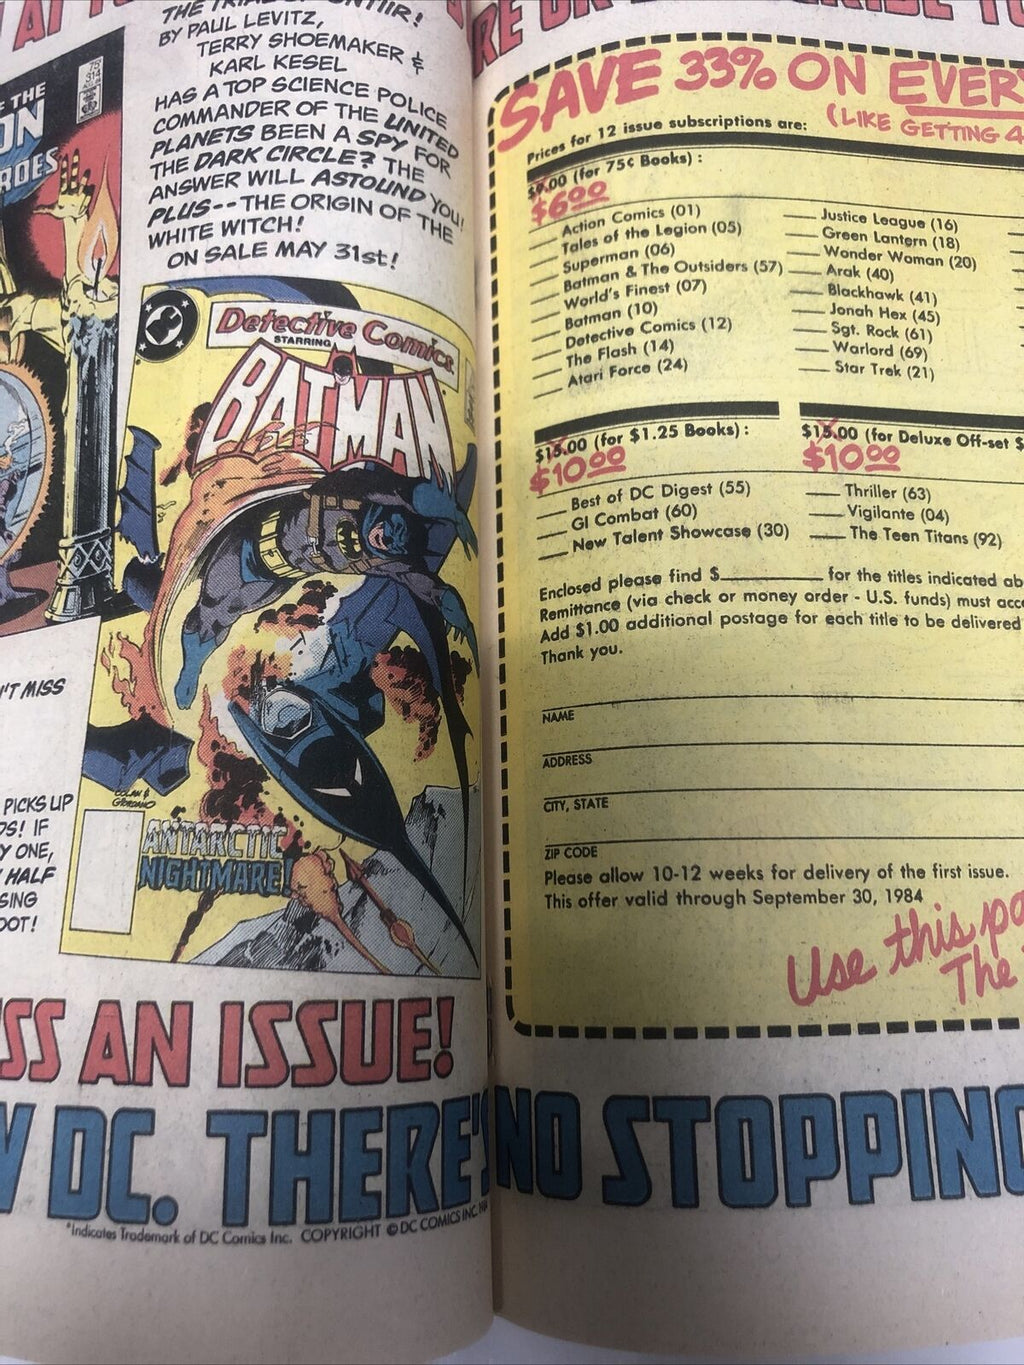 THE TRIAL OF
BY PAUL LEVITZ,
TERRY SHOEMAKER &
KARL KESEL
HAS A TOP SCIENCE POLICE
COMMANDER OF THE UNITED
PLANETS BEEN A SPY FOR
THE DARK CIRCLE? THE
ANSWER WILL ASTOUND YOU!
PLUS--THE ORIGIN OF THE
WHITE WITCH!
ON SALE MAY 31st!
75¢
314
THE
ON
ROES
DC
Detective Comics
STARRING
BATMAN
COLAN &
GIORDANO
ANTARCTIC
NIGHTMARE!
N'T MISS
PICKS UP
DS! IF
Y ONE,
HALF
SING
OOT!
SS AN ISSUE!
DC. THERE'S NO STOPPING
*Indicates Trademark of DC Comics Inc. COPYRIGHT © DC COMICS INC.
SAVE 33% ON EVER
(LIKE GETTING 4
Prices for 12 issue subscriptions are:
$9.00 (for 75¢ Books) :
$6.00
Action Comics (01)
Tales of the Legion (05)
Superman (06)
Batman & The Outsiders (57)
World's Finest (07)
Batman (10)
Detective Comics (12)
The Flash (14)
Atari Force (24)
Justice League (16)
Green Lantern (18)
Wonder Woman (20)
Arak (40)
Blackhawk (41)
Jonah Hex (45)
Sgt. Rock (61)
Warlord (69)
Star Trek (21)
$15.00 (for $1.25 Books) :
$10.00
Best of DC Digest (55)
GI Combat (60)
New Talent Showcase (30)
$15.00 (for Deluxe Off-set $
$10.00
Thriller (63)
Vigilante (04)
The Teen Titans (92)
Enclosed please find $__________ for the titles indicated ab
Remittance (via check or money order - U.S. funds) must acc
Add $1.00 additional postage for each title to be delivered
Thank you.
NAME
ADDRESS
CITY, STATE
ZIP CODE
Please allow 10-12 weeks for delivery of the first issue.
This offer valid through September 30, 1984
Use this pa
The